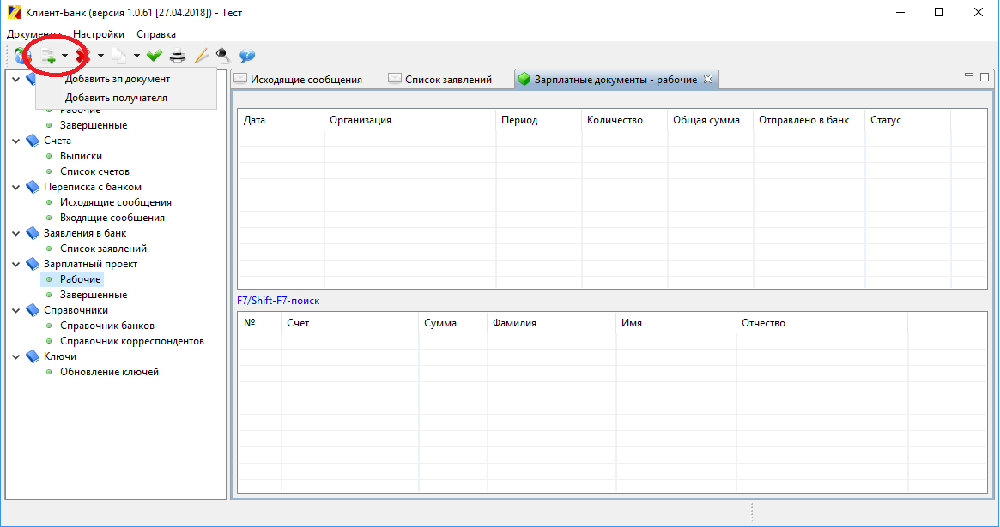 Клиент-Банк (версия 1.0.61 [27.04.2018]) - Тест
Документы Настройки Справка
Добавить зп документ
Добавить получателя
Рабочие
Завершенные
Счета
Выписки
Список счетов
Переписка с банком
Исходящие сообщения
Входящие сообщения
Заявления в банк
Список заявлений
Зарплатный проект
Рабочие
Завершенные
Справочники
Справочник банков
Справочник корреспондентов
Ключи
Обновление ключей
Исходящие сообщения Список заявлений Зарплатные документы - рабочие
Дата Организация Период Количество Общая сумма Отправлено в банк Статус
F7/Shift-F7-поиск
№ Счет Сумма Фамилия Имя Отчество